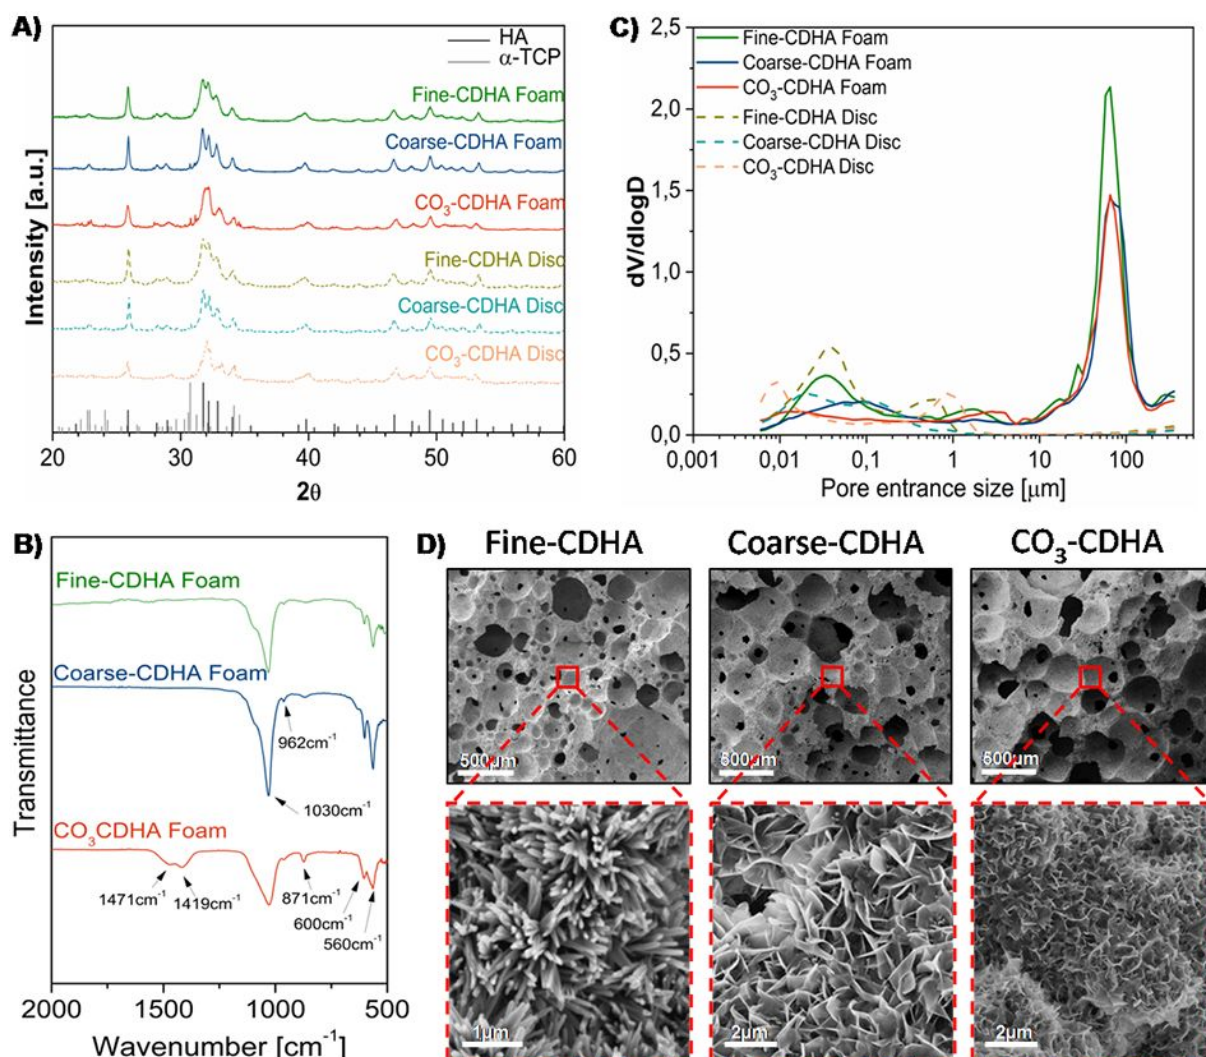 A)
HA
α-TCP
Fine-CDHA Foam
Coarse-CDHA Foam
CO₃-CDHA Foam
Fine-CDHA Disc
Coarse-CDHA Disc
CO₃-CDHA Disc
Intensity [a.u.]
20 30 40 50 60
2θ
C)
Fine-CDHA Foam
Coarse-CDHA Foam
CO₃-CDHA Foam
Fine-CDHA Disc
Coarse-CDHA Disc
CO₃-CDHA Disc
2,5
2,0
1,5
1,0
0,5
0,0
dV/dlogD
0,001 0,01 0,1 1 10 100
Pore entrance size [μm]
B)
Fine-CDHA Foam
Coarse-CDHA Foam
962cm⁻¹
1030cm⁻¹
CO₃CDHA Foam
1471cm⁻¹
1419cm⁻¹
871cm⁻¹
600cm⁻¹
560cm⁻¹
Transmittance
2000 1500 1000 500
Wavenumber [cm⁻¹]
D)
Fine-CDHA Coarse-CDHA CO₃-CDHA
500μm 500μm 500μm
1μm 2μm 2μm